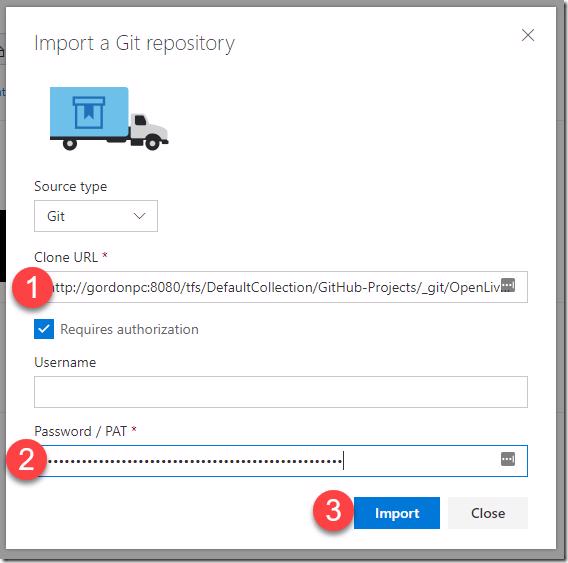 Import a Git repository
Source type
Git
Clone URL *
1
http://gordonpc:8080/tfs/DefaultCollection/GitHub-Projects/_git/OpenLiv
Requires authorization
Username
Password / PAT *
2
3
Import
Close